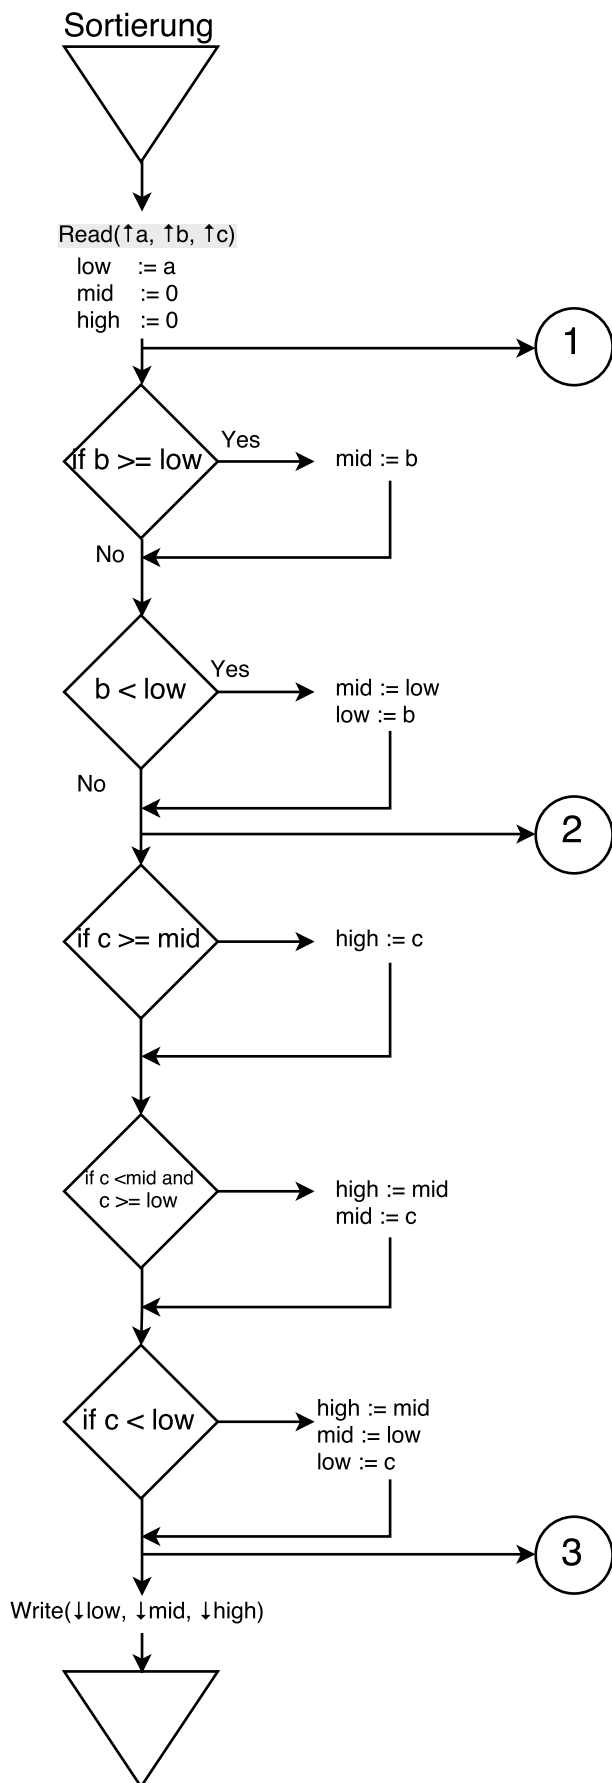 Sortierung
Read(↑a, ↑b, ↑c)
low := a
mid := 0
high := 0
1
if b >= low
Yes
mid := b
No
b < low
Yes
mid := low
low := b
No
2
if c >= mid
high := c
if c <mid and
c >= low
high := mid
mid := c
if c < low
high := mid
mid := low
low := c
3
Write(↓low, ↓mid, ↓high)